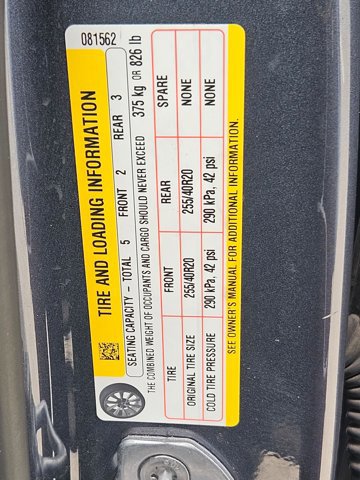 081562
TIRE AND LOADING INFORMATION
SEATING CAPACITY - TOTAL 5 FRONT 2 REAR 3
THE COMBINED WEIGHT OF OCCUPANTS AND CARGO SHOULD NEVER EXCEED 375 kg OR 826 lb
TIRE FRONT REAR SPARE
ORIGINAL TIRE SIZE 255/40R20 255/40R20 NONE
COLD TIRE PRESSURE 290 kPa, 42 psi 290 kPa, 42 psi NONE
SEE OWNER'S MANUAL FOR ADDITIONAL INFORMATION.